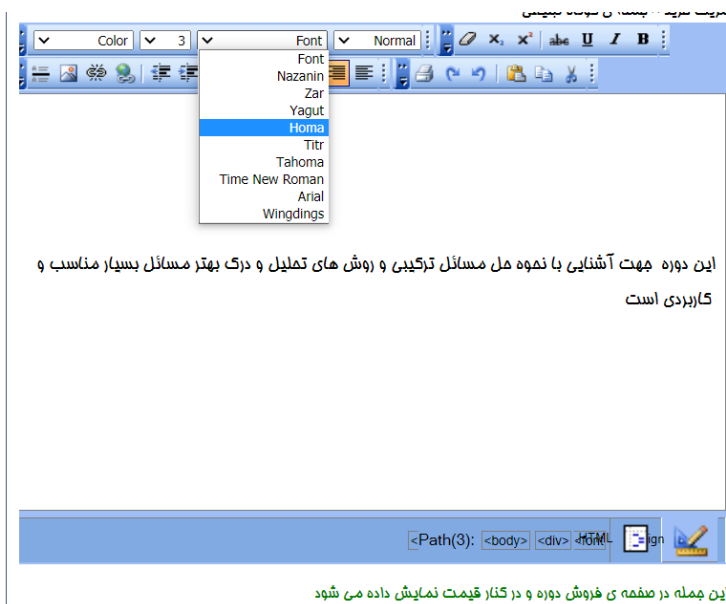 Color 3 Font Normal abc U I B
Font
Nazanin
Zar
Yagut
Homa
Titr
Tahoma
Time New Roman
Arial
Wingdings
این دوره جهت آشنایی با نحوه حل مسائل ترکیبی و روش های تحلیل و درک بهتر مسائل بسیار مناسب و
کاربردی است
<Path(3): <body> <div> <font HTML
این جمله در صفحه ی فروش دوره و در کنار قیمت نمایش داده می شود